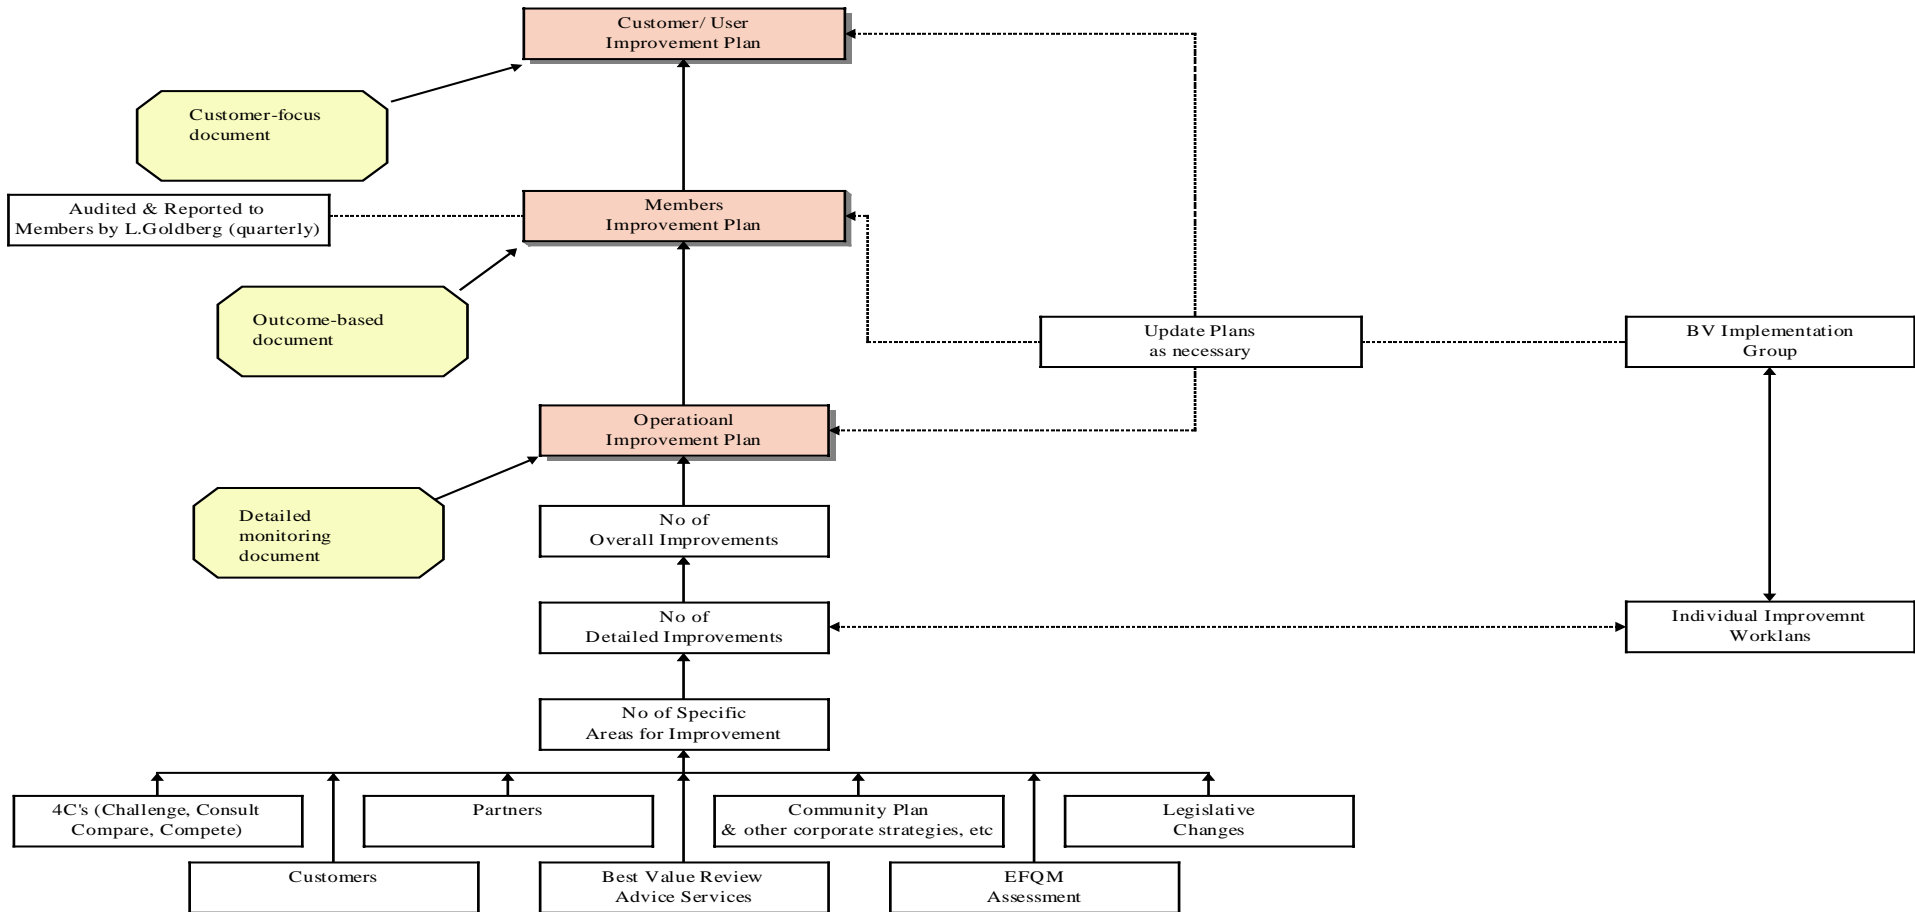 Customer/ User
Improvement Plan
Customer-focus
document
Audited & Reported to
Members by L.Goldberg (quarterly)
Members
Improvement Plan
Outcome-based
document
Update Plans
as necessary
BV Implementation
Group
Operatioanl
Improvement Plan
Detailed
monitoring
document
No of
Overall Improvements
No of
Detailed Improvements
Individual Improvemnt
Worklans
No of Specific
Areas for Improvement
4C's (Challenge, Consult
Compare, Compete)
Partners
Community Plan
& other corporate strategies, etc
Legislative
Changes
Customers
Best Value Review
Advice Services
EFQM
Assessment